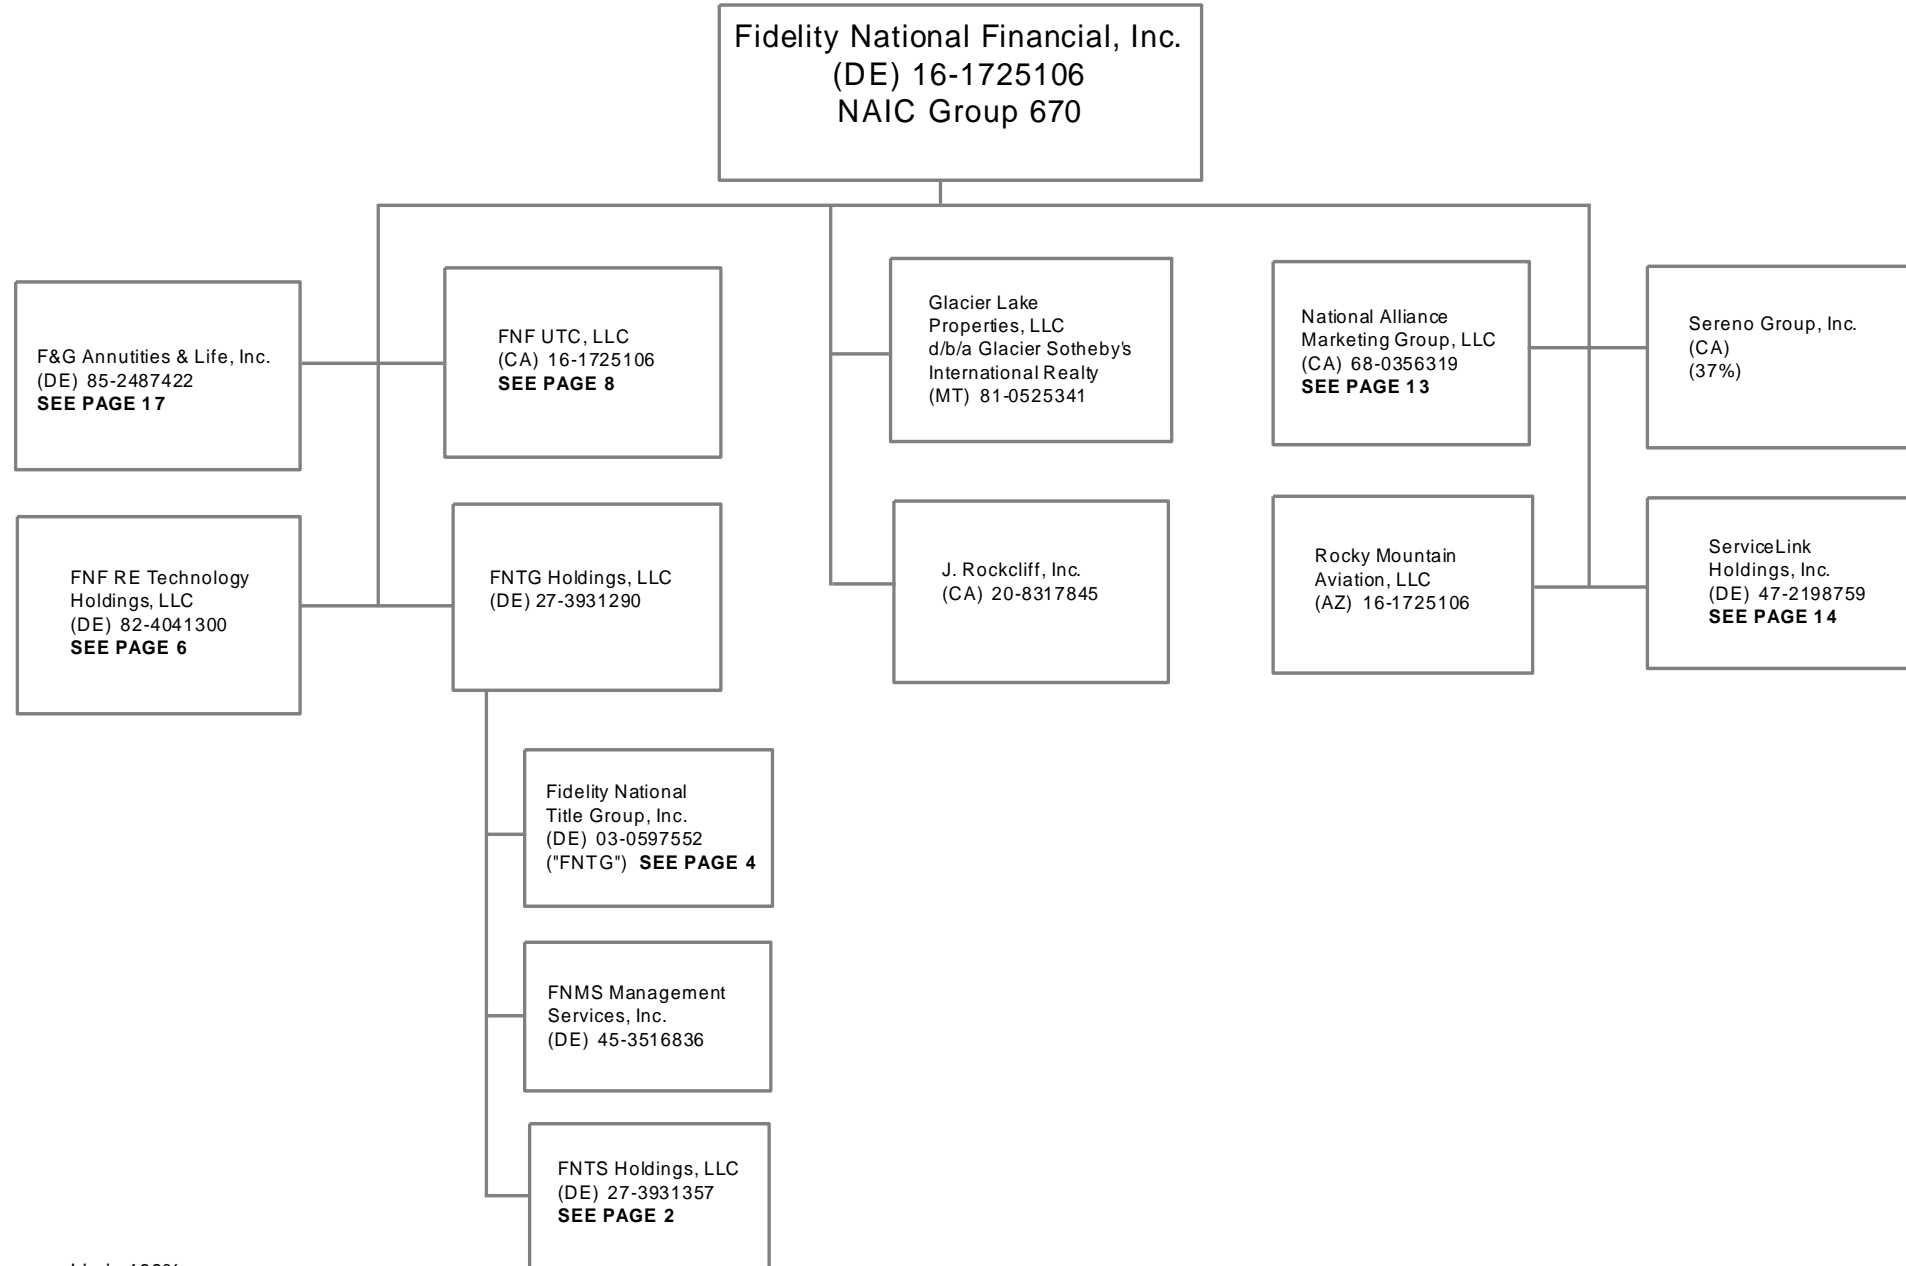 Fidelity National Financial, Inc.
(DE) 16-1725106
NAIC Group 670
F&G Annutities & Life, Inc.
(DE) 85-2487422
SEE PAGE 17
FNF UTC, LLC
(CA) 16-1725106
SEE PAGE 8
Glacier Lake
Properties, LLC
d/b/a Glacier Sotheby's
International Realty
(MT) 81-0525341
National Alliance
Marketing Group, LLC
(CA) 68-0356319
SEE PAGE 13
Sereno Group, Inc.
(CA)
(37%)
FNF RE Technology
Holdings, LLC
(DE) 82-4041300
SEE PAGE 6
FNTG Holdings, LLC
(DE) 27-3931290
J. Rockcliff, Inc.
(CA) 20-8317845
Rocky Mountain
Aviation, LLC
(AZ) 16-1725106
ServiceLink
Holdings, Inc.
(DE) 47-2198759
SEE PAGE 14
Fidelity National
Title Group, Inc.
(DE) 03-0597552
("FNTG") SEE PAGE 4
FNMS Management
Services, Inc.
(DE) 45-3516836
FNTS Holdings, LLC
(DE) 27-3931357
SEE PAGE 2